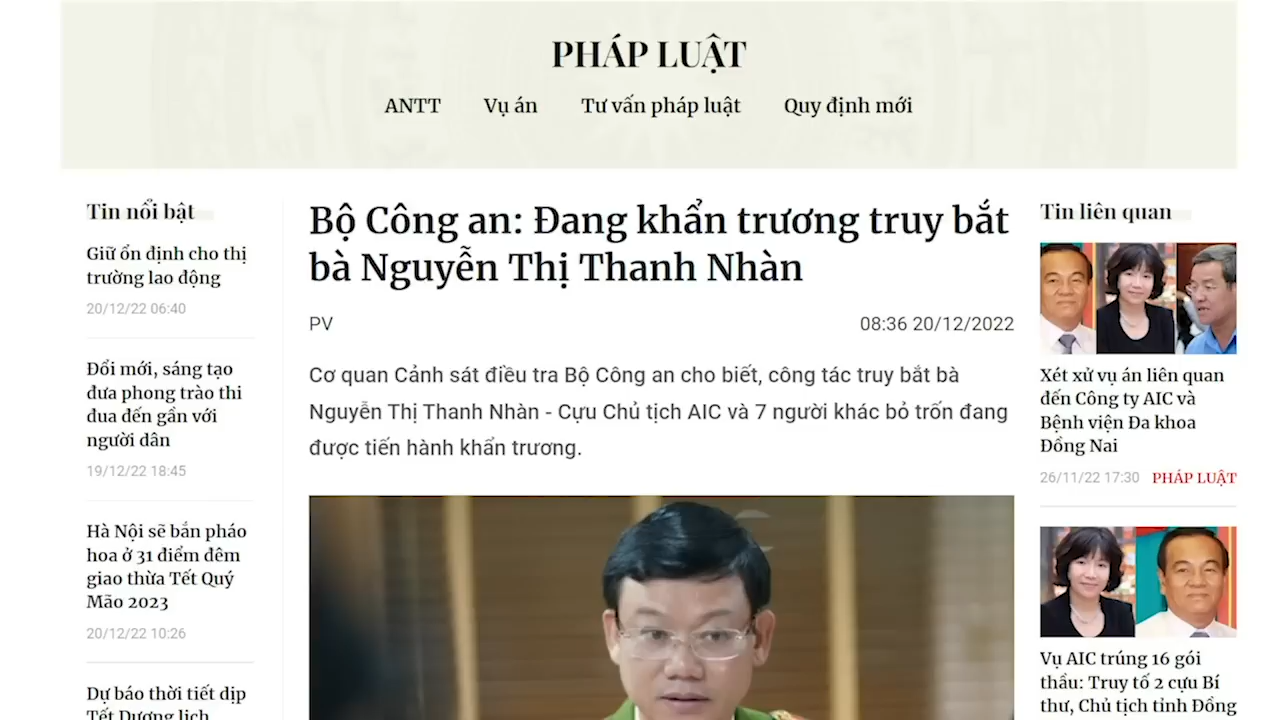 PHÁP LUẬT
ANTT Vụ án Tư vấn pháp luật Quy định mới
Tin nổi bật
Giữ ổn định cho thị
trường lao động
20/12/22 06:40
Đổi mới, sáng tạo
đưa phong trào thi
đua đến gần với
người dân
19/12/22 18:45
Hà Nội sẽ bắn pháo
hoa ở 31 điểm đêm
giao thừa Tết Quý
Mão 2023
20/12/22 10:26
Dự báo thời tiết dịp
Tết Dương lịch
Bộ Công an: Đang khẩn trương truy bắt
bà Nguyễn Thị Thanh Nhàn
PV 08:36 20/12/2022
Cơ quan Cảnh sát điều tra Bộ Công an cho biết, công tác truy bắt bà
Nguyễn Thị Thanh Nhàn - Cựu Chủ tịch AIC và 7 người khác bỏ trốn đang
được tiến hành khẩn trương.
Tin liên quan
Xét xử vụ án liên quan
đến Công ty AIC và
Bệnh viện Đa khoa
Đồng Nai
26/11/22 17:30 PHÁP LUẬT
Vụ AIC trúng 16 gói
thầu: Truy tố 2 cựu Bí
thư, Chủ tịch tỉnh Đồng